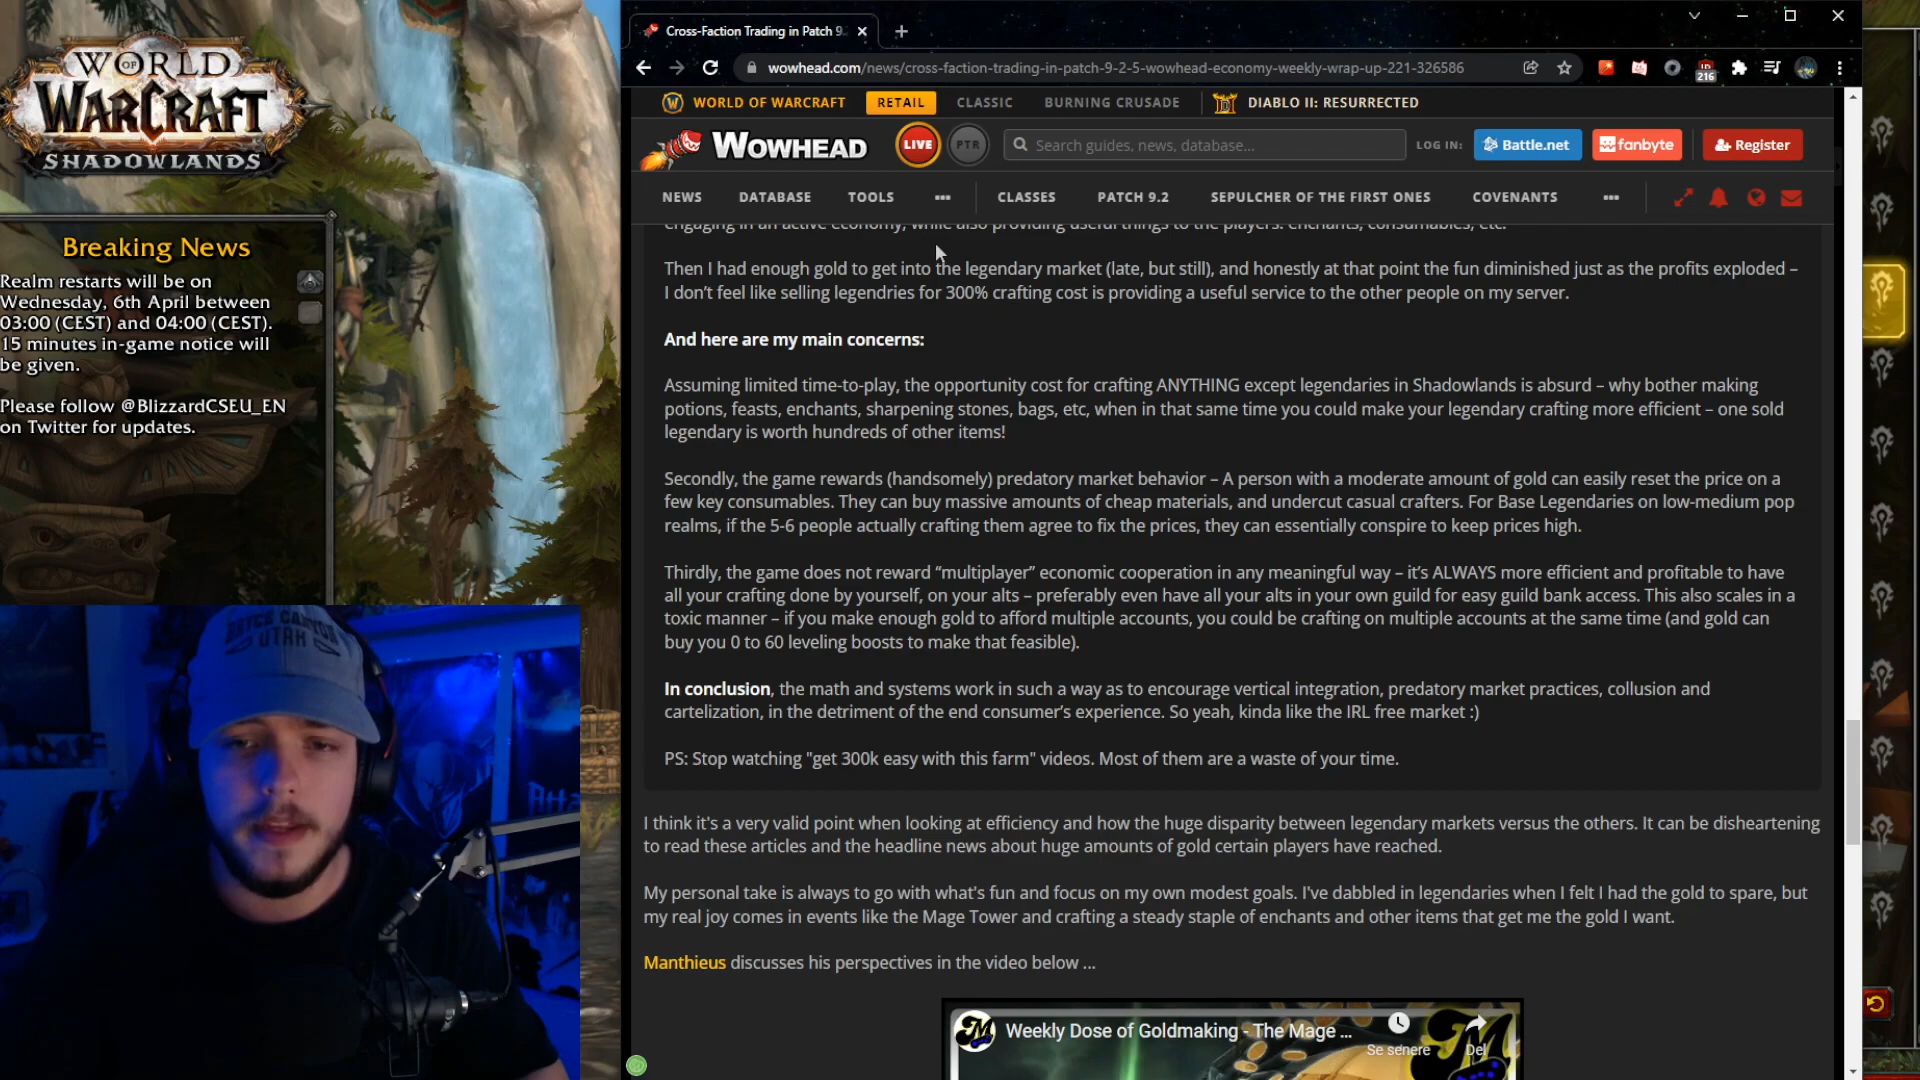 WORLD
OF
WARCRAFT
SHADOWLANDS
Breaking News
Realm restarts will be on
Wednesday, 6th April between
03:00 (CEST) and 04:00 (CEST).
15 minutes in-game notice will
be given.
Please follow @BlizzardCSEU_EN
on Twitter for updates.
BRYCE CANYON
UTAH
Cross-Faction Trading in Patch 9.
wowhead.com/news/cross-faction-trading-in-patch-9-2-5-wowhead-economy-weekly-wrap-up-221-326586
216
WORLD OF WARCRAFT RETAIL CLASSIC BURNING CRUSADE DIABLO II: RESURRECTED
WOWHEAD LIVE PTR Search guides, news, database... LOG IN: Battle.net fanbyte Register
NEWS DATABASE TOOLS ••• CLASSES PATCH 9.2 SEPULCHER OF THE FIRST ONES COVENANTS •••
Engaging in an active economy, while also providing useful things to the players: enchants, consumables, etc.
Then I had enough gold to get into the legendary market (late, but still), and honestly at that point the fun diminished just as the profits exploded –
I don't feel like selling legendries for 300% crafting cost is providing a useful service to the other people on my server.
And here are my main concerns:
Assuming limited time-to-play, the opportunity cost for crafting ANYTHING except legendaries in Shadowlands is absurd – why bother making
potions, feasts, enchants, sharpening stones, bags, etc, when in that same time you could make your legendary crafting more efficient – one sold
legendary is worth hundreds of other items!
Secondly, the game rewards (handsomely) predatory market behavior – A person with a moderate amount of gold can easily reset the price on a
few key consumables. They can buy massive amounts of cheap materials, and undercut casual crafters. For Base Legendaries on low-medium pop
realms, if the 5-6 people actually crafting them agree to fix the prices, they can essentially conspire to keep prices high.
Thirdly, the game does not reward “multiplayer” economic cooperation in any meaningful way – it's ALWAYS more efficient and profitable to have
all your crafting done by yourself, on your alts – preferably even have all your alts in your own guild for easy guild bank access. This also scales in a
toxic manner – if you make enough gold to afford multiple accounts, you could be crafting on multiple accounts at the same time (and gold can
buy you 0 to 60 leveling boosts to make that feasible).
In conclusion, the math and systems work in such a way as to encourage vertical integration, predatory market practices, collusion and
cartelization, in the detriment of the end consumer's experience. So yeah, kinda like the IRL free market :)
PS: Stop watching "get 300k easy with this farm" videos. Most of them are a waste of your time.
I think it's a very valid point when looking at efficiency and how the huge disparity between legendary markets versus the others. It can be disheartening
to read these articles and the headline news about huge amounts of gold certain players have reached.
My personal take is always to go with what's fun and focus on my own modest goals. I've dabbled in legendaries when I felt I had the gold to spare, but
my real joy comes in events like the Mage Tower and crafting a steady staple of enchants and other items that get me the gold I want.
Manthieus discusses his perspectives in the video below ...
Weekly Dose of Goldmaking - The Mage ...
Se senere Del